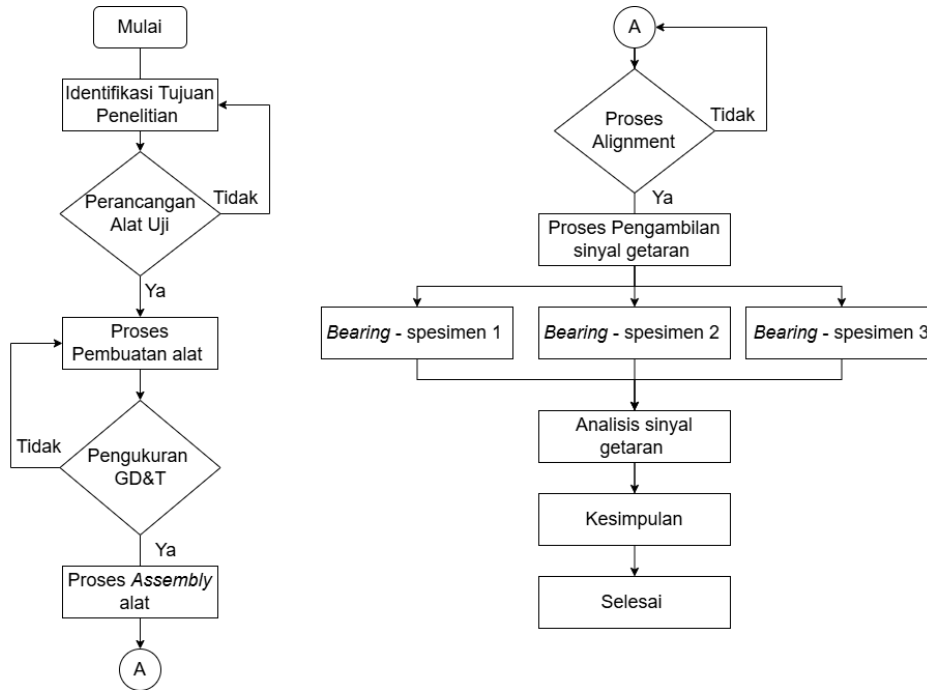 Mulai
Identifikasi Tujuan
Penelitian
Perancangan
Alat Uji
Tidak
Ya
Proses
Pembuatan alat
Tidak
Pengukuran
GD&T
Ya
Proses Assembly
alat
A
A
Proses
Alignment
Tidak
Ya
Proses Pengambilan
sinyal getaran
Bearing - spesimen 1
Bearing - spesimen 2
Bearing - spesimen 3
Analisis sinyal
getaran
Kesimpulan
Selesai